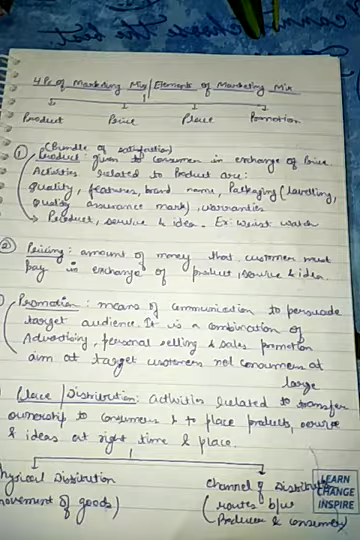 4 Ps of Marketing Mix / Elements of Marketing Mix
Product Price Place Promotion
(Bundle of satisfaction)
① Product: given to consumer in exchange of Price
Activities related to Product are:
quality, features, brand name, Packaging (labelling,
quality assurance mark), warranties
→ Product, service & idea. Ex: wrist watch
② Pricing: amount of money that customer must
pay in exchange of product, service & idea.
Promotion: means of communication to persuade
target audience. It is a combination of
Advertising, personal selling & sales promotion
aim at target customers not consumers at
large
Place / Distribution: activities related to transfer
ownership to consumers & to place products, service
& ideas at right time & place.
Physical Distribution Channel of Distribution
movement of goods) (routes b/w
Producer & consumer)
LEARN
CHANGE
INSPIRE